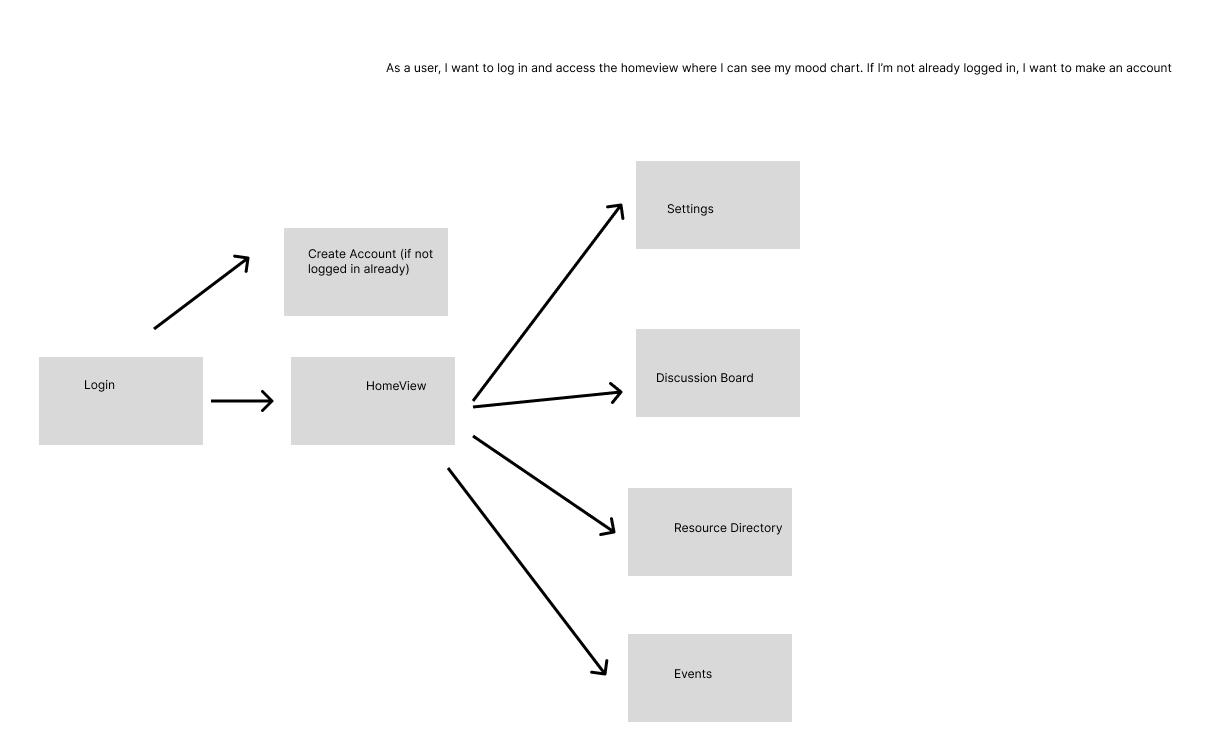 As a user, I want to log in and access the homeview where I can see my mood chart. If I’m not already logged in, I want to make an account
Settings
Create Account (if not
logged in already)
Login
HomeView
Discussion Board
Resource Directory
Events